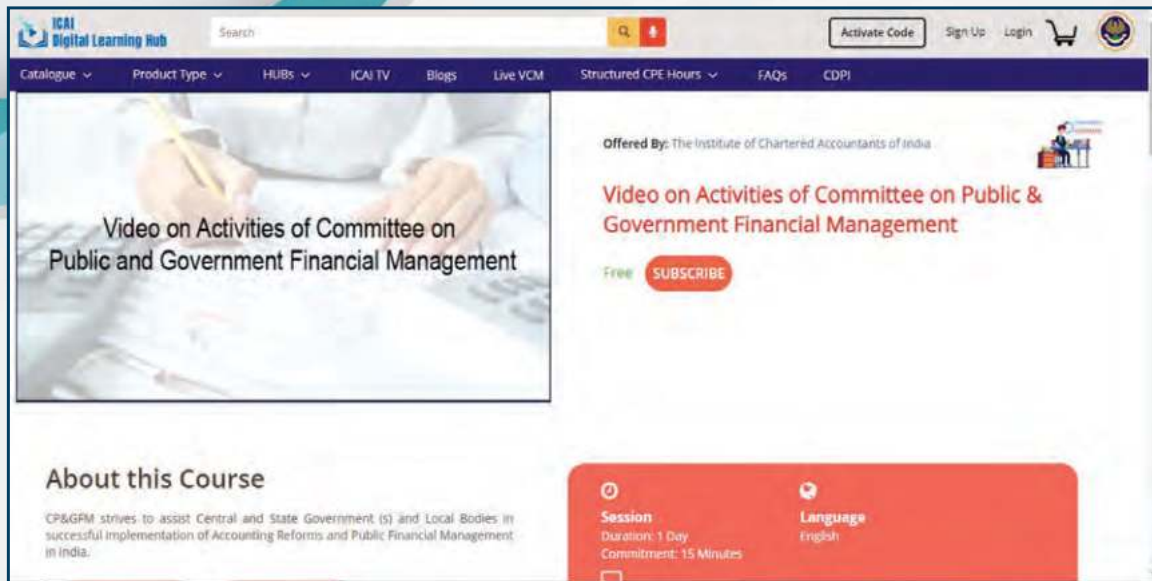 ICAI
Digital Learning Hub
Search
Activate Code
Sign Up
Login
Catalogue
Product Type
HUBs
ICAI TV
Blogs
Live VCM
Structured CPE Hours
FAQs
CDPI
Video on Activities of Committee on
Public and Government Financial Management
Offered By: The Institute of Chartered Accountants of India
Video on Activities of Committee on Public &
Government Financial Management
Free
SUBSCRIBE
About this Course
CP&GFM strives to assist Central and State Government (s) and Local Bodies in
successful implementation of Accounting Reforms and Public Financial Management
in India.
Session
Duration: 1 Day
Commitment: 15 Minutes
Language
English